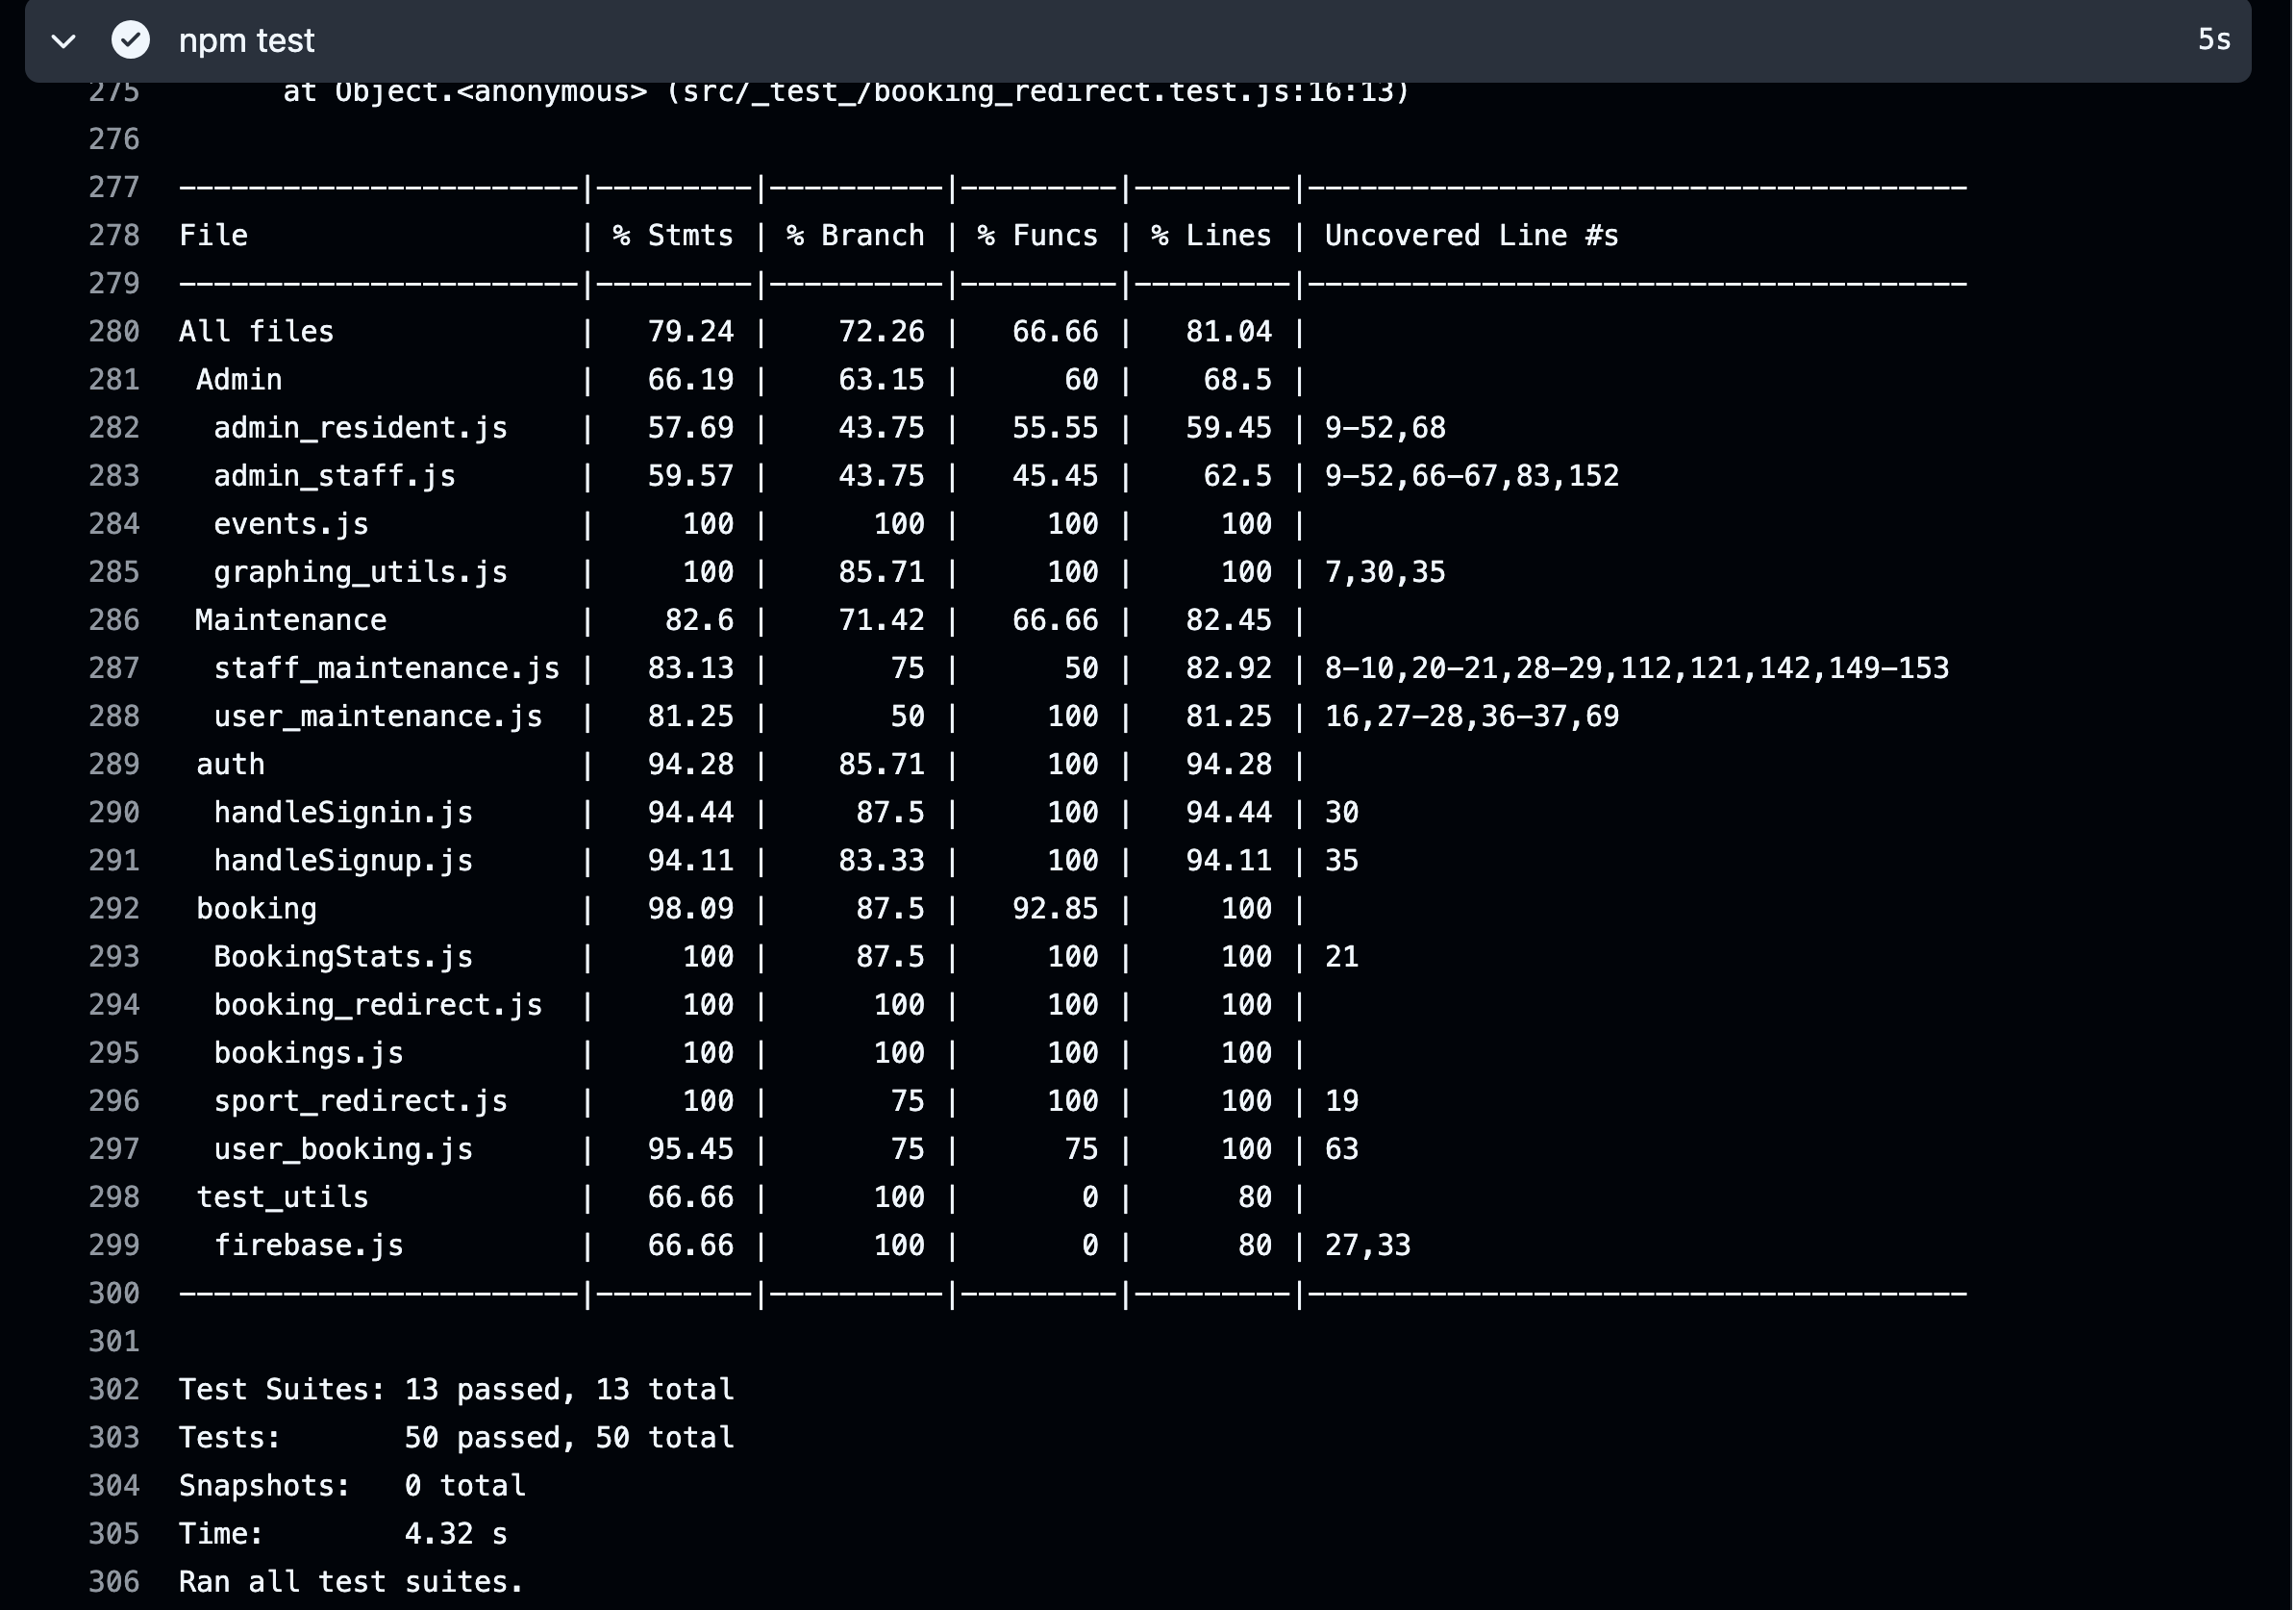 npm test 5s
275 at Object.<anonymous> (src/_test_/booking_redirect.test.js:16:13)
276
277 -----------------------|---------|----------|---------|---------|--------------------------------------
278 File | % Stmts | % Branch | % Funcs | % Lines | Uncovered Line #s
279 -----------------------|---------|----------|---------|---------|--------------------------------------
280 All files | 79.24 | 72.26 | 66.66 | 81.04 |
281 Admin | 66.19 | 63.15 | 60 | 68.5 |
282 admin_resident.js | 57.69 | 43.75 | 55.55 | 59.45 | 9-52,68
283 admin_staff.js | 59.57 | 43.75 | 45.45 | 62.5 | 9-52,66-67,83,152
284 events.js | 100 | 100 | 100 | 100 |
285 graphing_utils.js | 100 | 85.71 | 100 | 100 | 7,30,35
286 Maintenance | 82.6 | 71.42 | 66.66 | 82.45 |
287 staff_maintenance.js | 83.13 | 75 | 50 | 82.92 | 8-10,20-21,28-29,112,121,142,149-153
288 user_maintenance.js | 81.25 | 50 | 100 | 81.25 | 16,27-28,36-37,69
289 auth | 94.28 | 85.71 | 100 | 94.28 |
290 handleSignin.js | 94.44 | 87.5 | 100 | 94.44 | 30
291 handleSignup.js | 94.11 | 83.33 | 100 | 94.11 | 35
292 booking | 98.09 | 87.5 | 92.85 | 100 |
293 BookingStats.js | 100 | 87.5 | 100 | 100 | 21
294 booking_redirect.js | 100 | 100 | 100 | 100 |
295 bookings.js | 100 | 100 | 100 | 100 |
296 sport_redirect.js | 100 | 75 | 100 | 100 | 19
297 user_booking.js | 95.45 | 75 | 75 | 100 | 63
298 test_utils | 66.66 | 100 | 0 | 80 |
299 firebase.js | 66.66 | 100 | 0 | 80 | 27,33
300 -----------------------|---------|----------|---------|---------|--------------------------------------
301
302 Test Suites: 13 passed, 13 total
303 Tests: 50 passed, 50 total
304 Snapshots: 0 total
305 Time: 4.32 s
306 Ran all test suites.